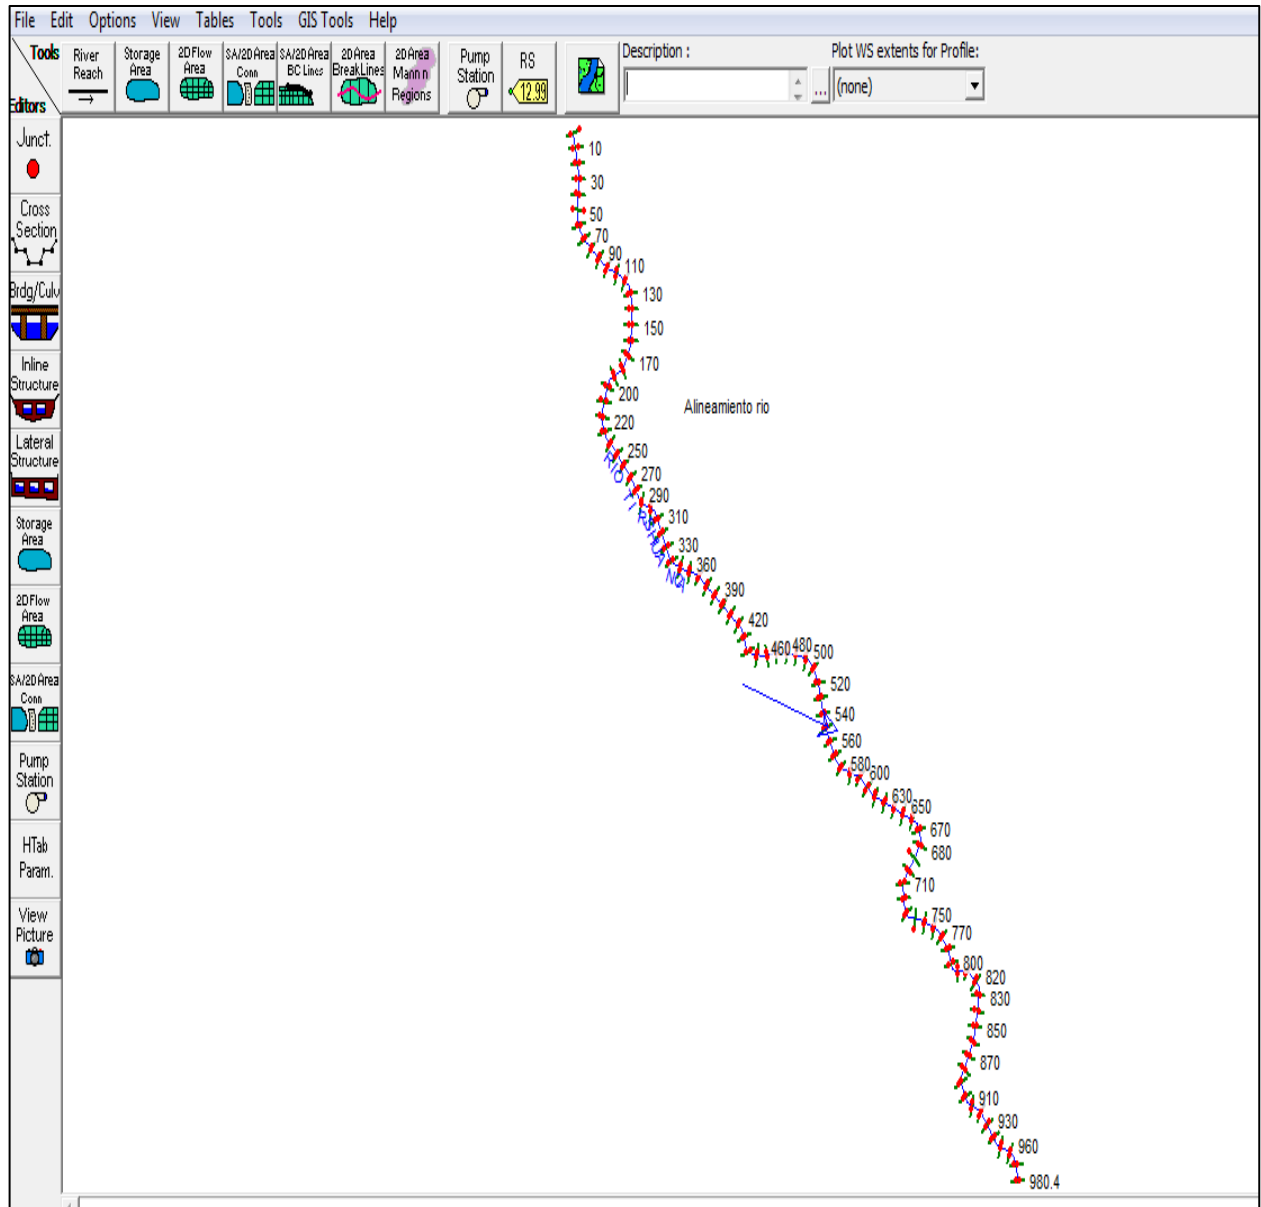 File Edit Options View Tables Tools GIS Tools Help
Tools
Editors
River
Reach
Storage
Area
2D Flow
Area
SA/2D Area
Conn
SA/2D Area
BC Lines
2D Area
BreakLines
2D Area
Mann n
Regions
Pump
Station
RS
12.99
Description :
...
Plot WS extents for Profile:
(none)
Junct.
Cross
Section
Brdg/Culv
Inline
Structure
Lateral
Structure
Storage
Area
2D Flow
Area
SA/2D Area
Conn
Pump
Station
HTab
Param.
View
Picture
10
30
50
70
90
110
130
150
170
200
Alineamiento rio
220
250
270
290
310
330
360
390
420
460
480
500
520
540
560
580
600
630
650
670
680
710
750
770
800
820
830
850
870
910
930
960
980.4